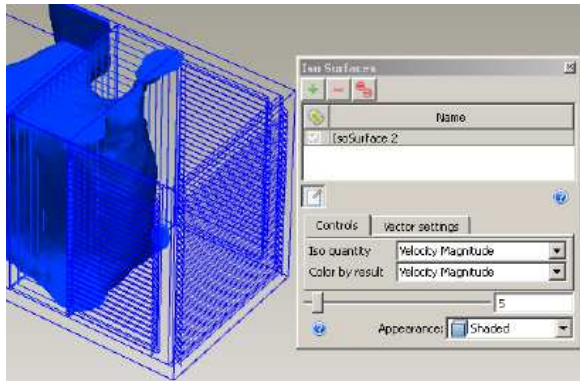 Iso Surfaces
Name
IsoSurface 2
Controls
Vector settings
Iso quantity
Velocity Magnitude
Color by result
Velocity Magnitude
5
Appearance:
Shaded